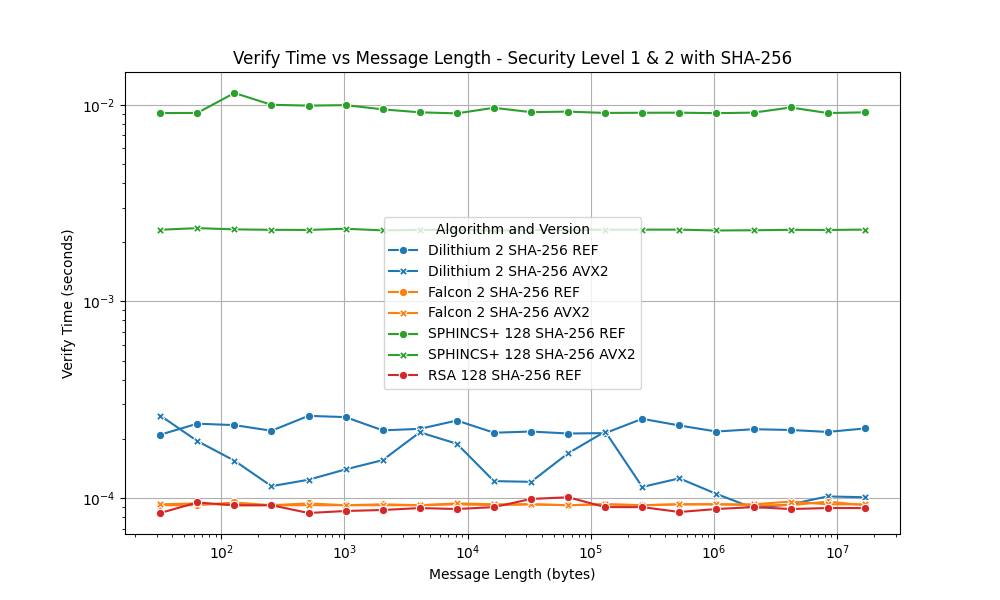 Verify Time vs Message Length - Security Level 1 & 2 with SHA-256
10⁻²
10⁻³
10⁻⁴
Verify Time (seconds)
Algorithm and Version
Dilithium 2 SHA-256 REF
Dilithium 2 SHA-256 AVX2
Falcon 2 SHA-256 REF
Falcon 2 SHA-256 AVX2
SPHINCS+ 128 SHA-256 REF
SPHINCS+ 128 SHA-256 AVX2
RSA 128 SHA-256 REF
10² 10³ 10⁴ 10⁵ 10⁶ 10⁷
Message Length (bytes)